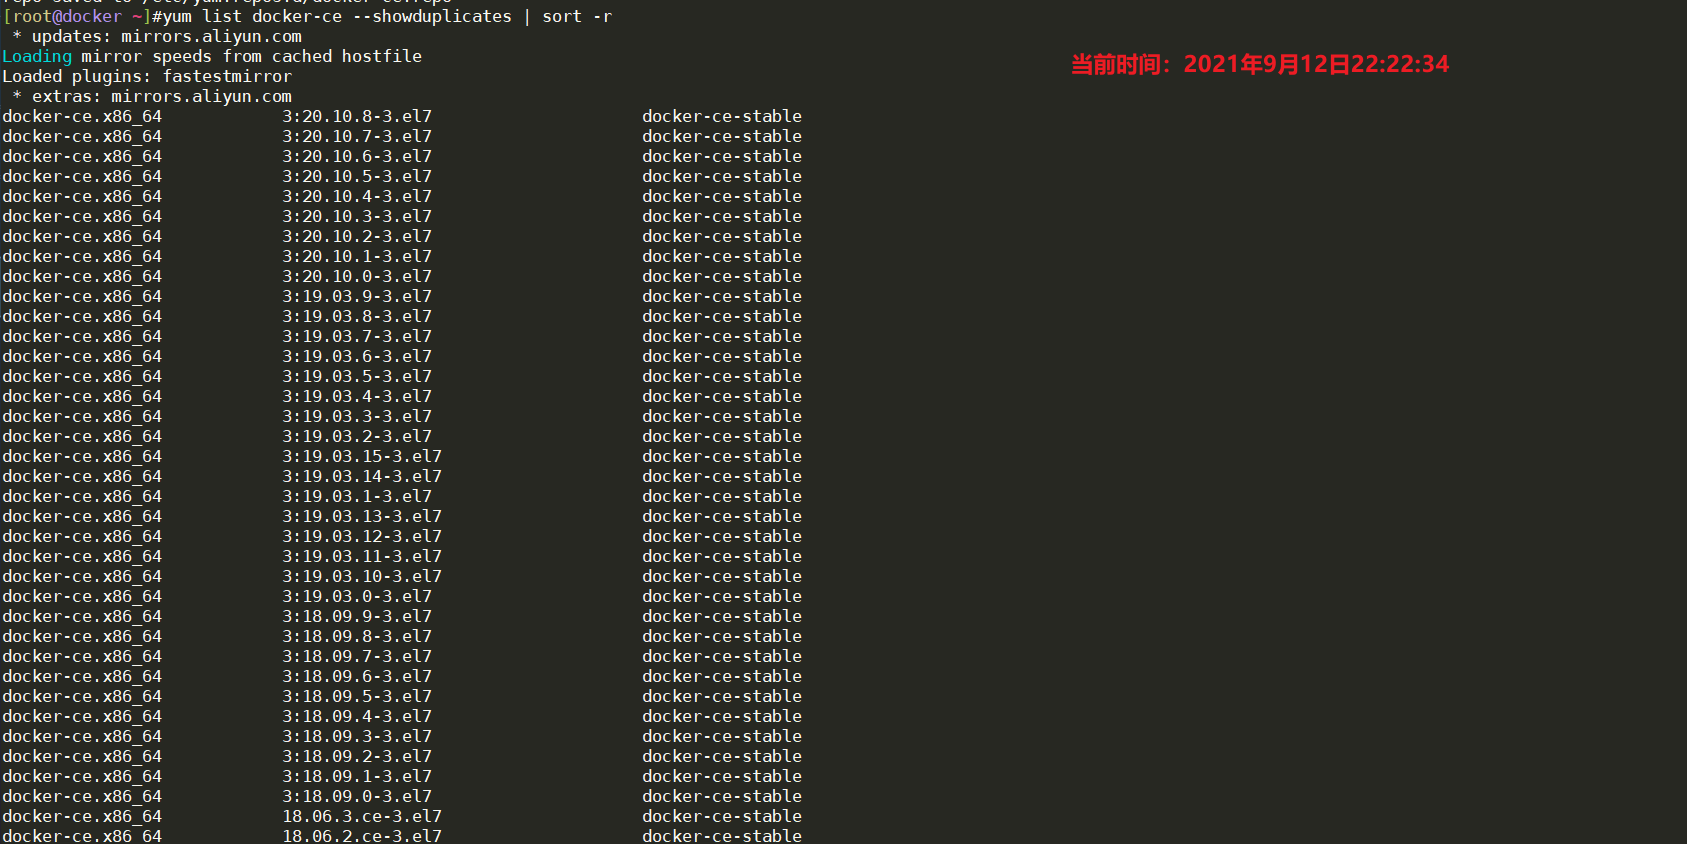 repo saved to /etc/yum.repos.d/docker-ce.repo
[root@docker ~]#yum list docker-ce --showduplicates | sort -r
 * updates: mirrors.aliyun.com
Loading mirror speeds from cached hostfile
当前时间：2021年9月12日22:22:34
Loaded plugins: fastestmirror
 * extras: mirrors.aliyun.com
docker-ce.x86_64            3:20.10.8-3.el7                     docker-ce-stable
docker-ce.x86_64            3:20.10.7-3.el7                     docker-ce-stable
docker-ce.x86_64            3:20.10.6-3.el7                     docker-ce-stable
docker-ce.x86_64            3:20.10.5-3.el7                     docker-ce-stable
docker-ce.x86_64            3:20.10.4-3.el7                     docker-ce-stable
docker-ce.x86_64            3:20.10.3-3.el7                     docker-ce-stable
docker-ce.x86_64            3:20.10.2-3.el7                     docker-ce-stable
docker-ce.x86_64            3:20.10.1-3.el7                     docker-ce-stable
docker-ce.x86_64            3:20.10.0-3.el7                     docker-ce-stable
docker-ce.x86_64            3:19.03.9-3.el7                     docker-ce-stable
docker-ce.x86_64            3:19.03.8-3.el7                     docker-ce-stable
docker-ce.x86_64            3:19.03.7-3.el7                     docker-ce-stable
docker-ce.x86_64            3:19.03.6-3.el7                     docker-ce-stable
docker-ce.x86_64            3:19.03.5-3.el7                     docker-ce-stable
docker-ce.x86_64            3:19.03.4-3.el7                     docker-ce-stable
docker-ce.x86_64            3:19.03.3-3.el7                     docker-ce-stable
docker-ce.x86_64            3:19.03.2-3.el7                     docker-ce-stable
docker-ce.x86_64            3:19.03.15-3.el7                    docker-ce-stable
docker-ce.x86_64            3:19.03.14-3.el7                    docker-ce-stable
docker-ce.x86_64            3:19.03.1-3.el7                     docker-ce-stable
docker-ce.x86_64            3:19.03.13-3.el7                    docker-ce-stable
docker-ce.x86_64            3:19.03.12-3.el7                    docker-ce-stable
docker-ce.x86_64            3:19.03.11-3.el7                    docker-ce-stable
docker-ce.x86_64            3:19.03.10-3.el7                    docker-ce-stable
docker-ce.x86_64            3:19.03.0-3.el7                     docker-ce-stable
docker-ce.x86_64            3:18.09.9-3.el7                     docker-ce-stable
docker-ce.x86_64            3:18.09.8-3.el7                     docker-ce-stable
docker-ce.x86_64            3:18.09.7-3.el7                     docker-ce-stable
docker-ce.x86_64            3:18.09.6-3.el7                     docker-ce-stable
docker-ce.x86_64            3:18.09.5-3.el7                     docker-ce-stable
docker-ce.x86_64            3:18.09.4-3.el7                     docker-ce-stable
docker-ce.x86_64            3:18.09.3-3.el7                     docker-ce-stable
docker-ce.x86_64            3:18.09.2-3.el7                     docker-ce-stable
docker-ce.x86_64            3:18.09.1-3.el7                     docker-ce-stable
docker-ce.x86_64            3:18.09.0-3.el7                     docker-ce-stable
docker-ce.x86_64            18.06.3.ce-3.el7                    docker-ce-stable
docker-ce.x86_64            18.06.2.ce-3.el7                    docker-ce-stable